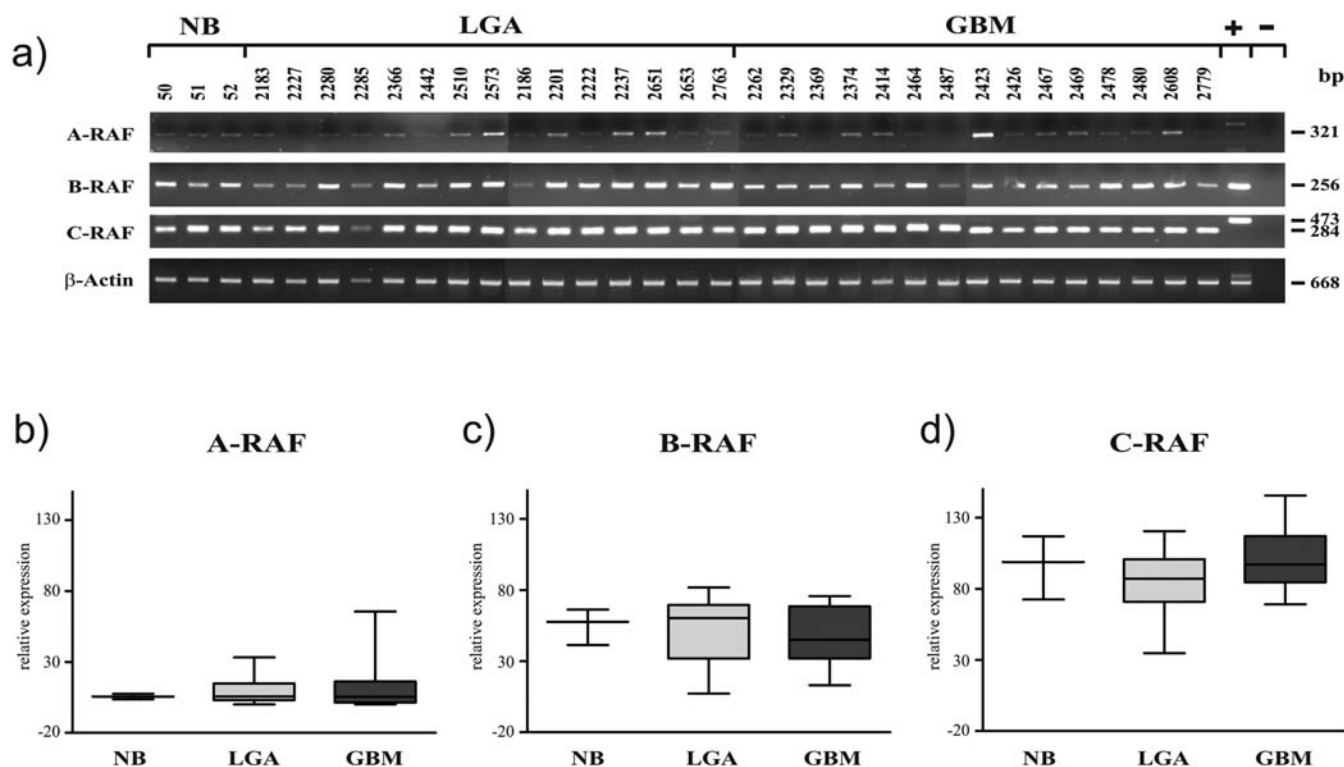 NB LGA GBM + −
a)
50 51 52 2183 2227 2280 2285 2366 2442 2510 2573 2186 2201 2222 2237 2651 2653 2763 2262 2329 2369 2374 2414 2464 2487 2423 2426 2467 2469 2478 2480 2608 2779 bp
A-RAF 321
B-RAF 256
C-RAF 473
284
β-Actin 668
b)
A-RAF
relative expression
130
80
30
-20
NB LGA GBM
c)
B-RAF
relative expression
130
80
30
-20
NB LGA GBM
d)
C-RAF
relative expression
130
80
30
-20
NB LGA GBM